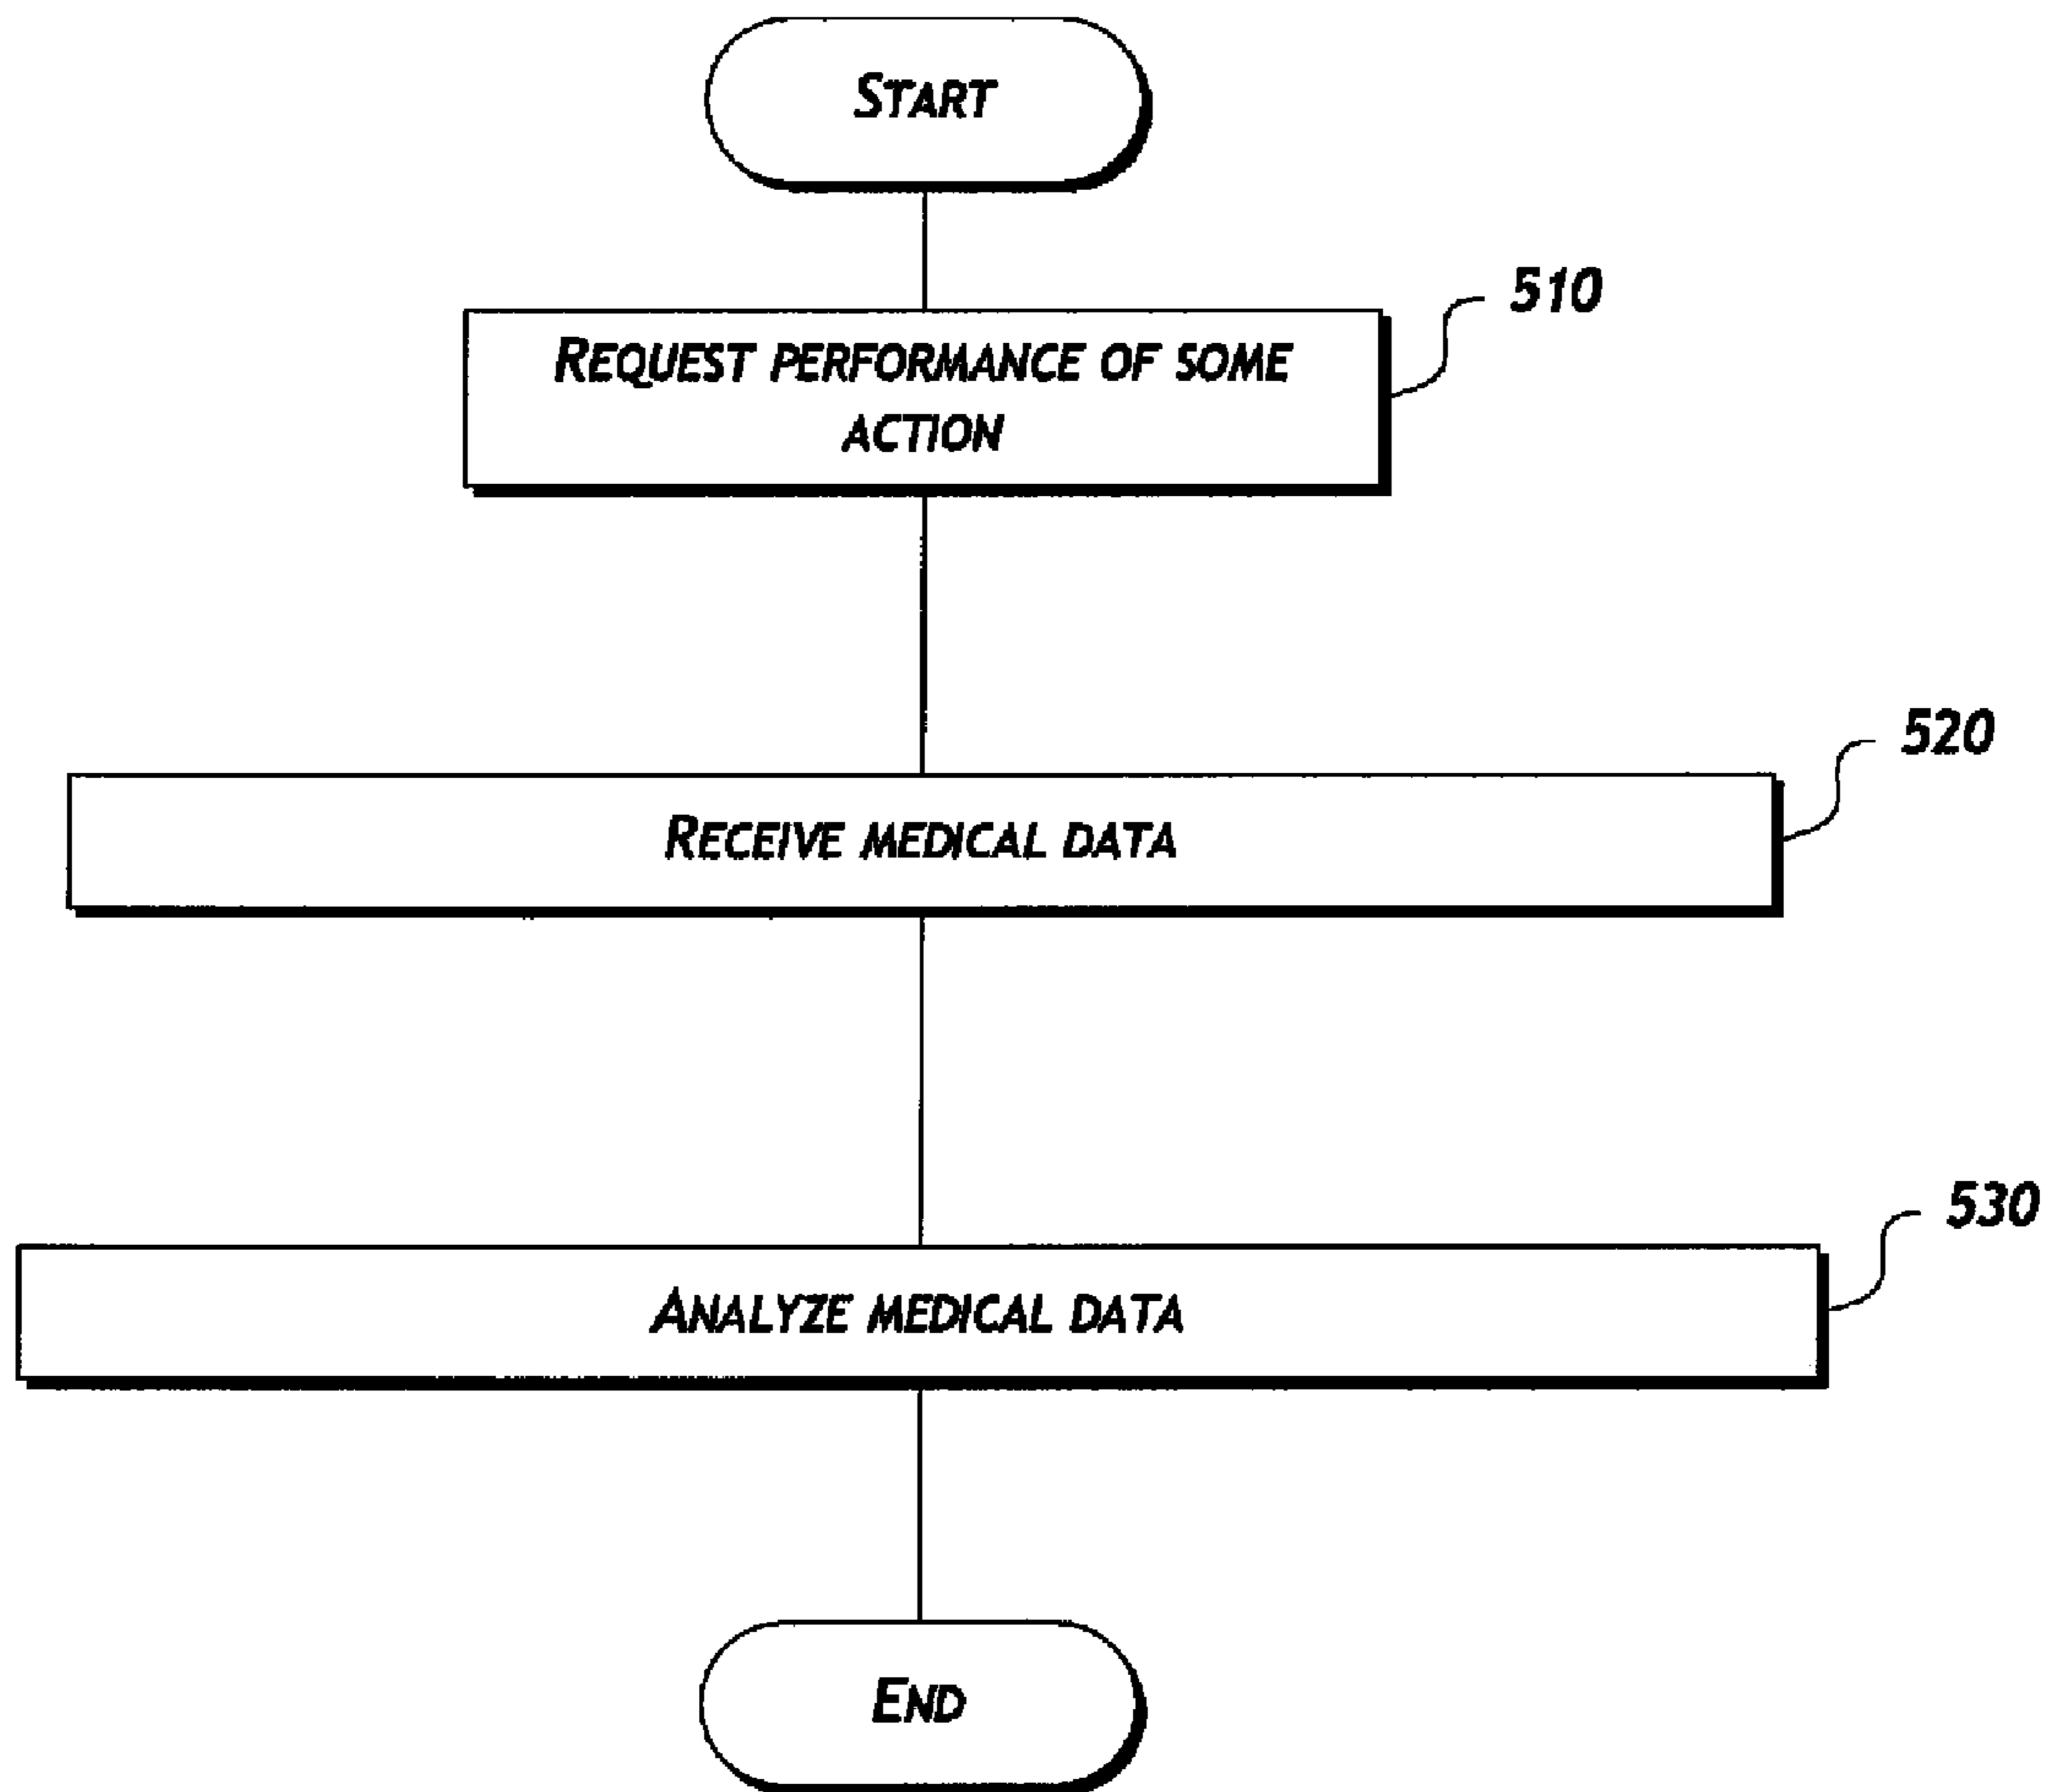 START
510
REQUEST PERFORMANCE OF SOME
ACTION
520
RECEIVE MEDICAL DATA
530
ANALYZE MEDICAL DATA
END